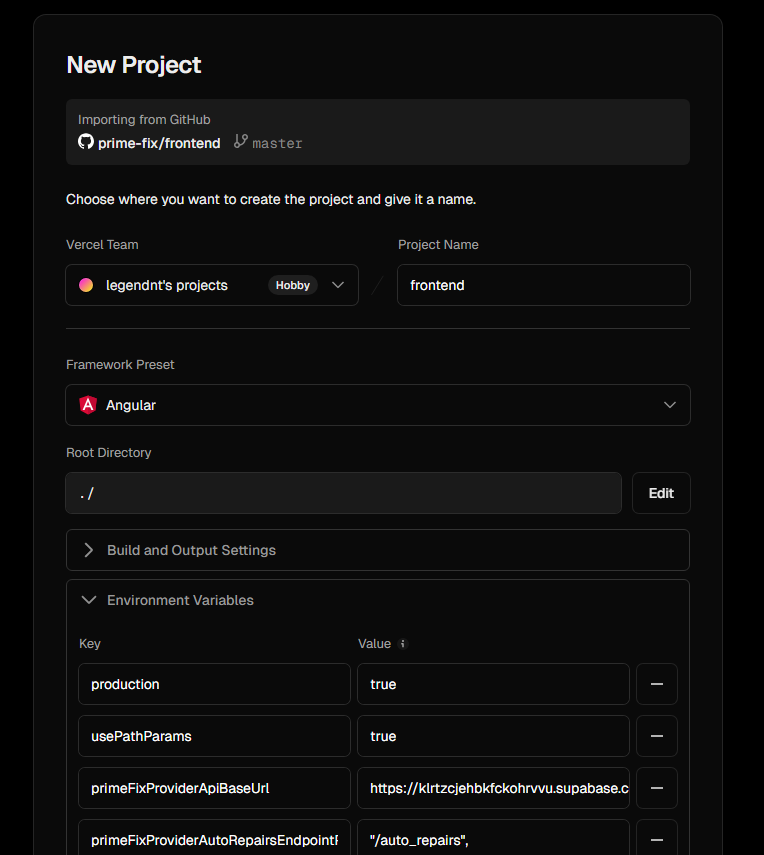 New Project
Importing from GitHub
prime-fix/frontend master
Choose where you want to create the project and give it a name.
Vercel Team Project Name
legendnt's projects Hobby / frontend
Framework Preset
Angular
Root Directory
./ Edit
Build and Output Settings
Environment Variables
Key Value
production true
usePathParams true
primeFixProviderApiBaseUrl https://klrtzcjehbkfckohrvvu.supabase.c
primeFixProviderAutoRepairsEndpoint "/auto_repairs",